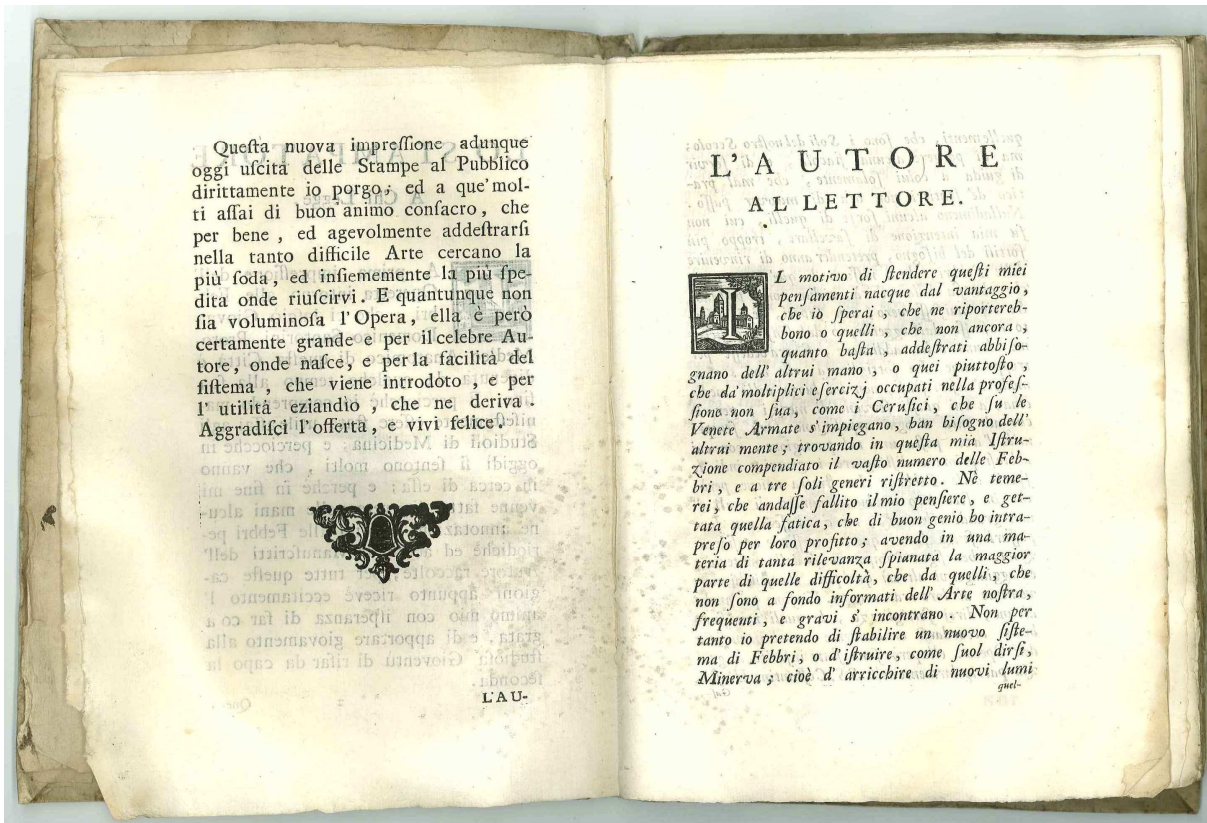 Queſta nuova impreſſione adunque
oggi uſcita delle Stampe al Pubblico
dirittamente io porgo; ed a que' mol-
ti aſſai di buon animo conſacro, che
per bene, ed agevolmente addeſtrarſi
nella tanto difficile Arte cercano la
più ſoda, ed inſiememente la più ſpe-
dita onde riuſcirvi. E quantunque non
ſia voluminoſa l'Opera, ella è però
certamente grande e per il celebre Au-
tore, onde naſce, e per la facilità del
ſiſtema, che viene introdoto, e per
l'utilità eziandio, che ne deriva.
Aggradiſci l'offerta, e vivi felice.
L'AU-
L'AUTORE
AL LETTORE.
IL motivo di ſtendere queſti miei
penſamenti nacque dal vantaggio,
che io ſperai, che ne riportereb-
bono o quelli, che non ancora,
quanto baſta, addeſtrati abbiſo-
gnano dell' altrui mano, o quei piuttoſto,
che da' moltiplici eſercizj occupati nella profeſ-
ſione non ſua, come i Ceruſici, che ſu le
Venete Armate s'impiegano, han biſogno dell'
altrui mente; trovando in queſta mia Iſtru-
zione compendiato il vaſto numero delle Feb-
bri, e a tre ſoli generi riſtretto. Nè teme-
rei, che andaſſe fallito il mio penſiere, e get-
tata quella fatica, che di buon genio ho intra-
preſo per loro profitto; avendo in una ma-
teria di tanta rilevanza ſpianata la maggior
parte di quelle difficoltà, che da quelli, che
non ſono a fondo informati dell' Arte noſtra,
frequenti, e gravi s'incontrano. Non per
tanto io pretendo di ſtabilire un nuovo ſiſte-
ma di Febbri, o d'iſtruire, come ſuol dirſi,
Minerva; cioè d'arricchire di nuovi lumi
quel-